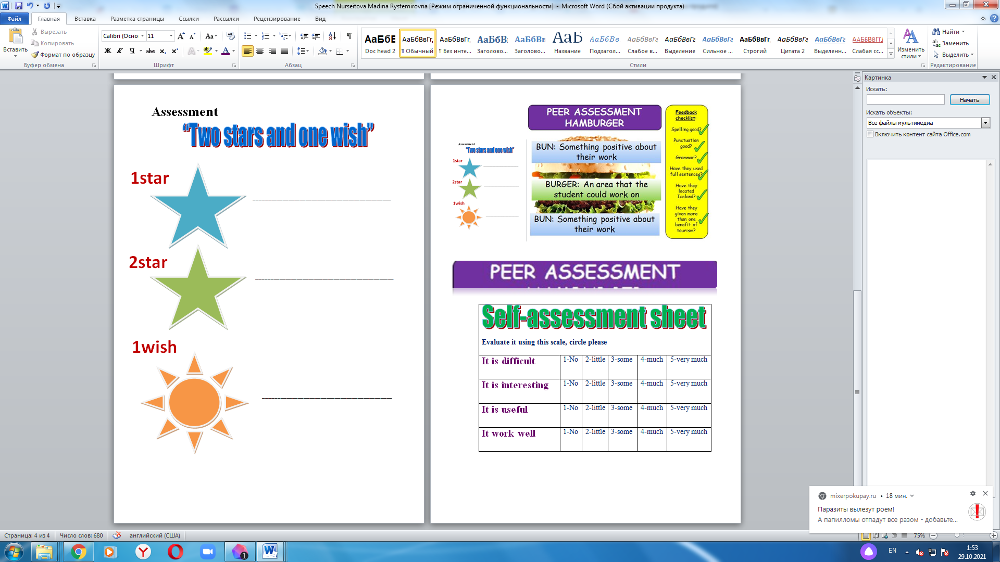 Speech Nurseitova Madina Rystemirovna [Режим ограниченной функциональности] - Microsoft Word (Сбой активации продукта)
Файл
Главная
Вставка
Разметка страницы
Ссылки
Рассылки
Рецензирование
Вид
Вставить
Вырезать
Копировать
Формат по образцу
Буфер обмена
Calibri (Осно
11
Шрифт
Абзац
АаБбВ
Doc head 2
АаБбВвГг,
¶ Обычный
АаБбВвГг,
¶ Без инте...
АаБбВ
Заголово...
АаБбВв
Заголово...
АаБ
Название
АаБбВв.
Подзагол...
АаБбВвГг
Слабое в...
АаБбВвГг
Выделение
АаБбВвГг
Сильное ...
АаБбВвГг,
Строгий
АаБбВвГг
Цитата 2
АаБбВвГг
Выделенн...
АаБбВвГг,
Слабая сс...
Стили
Изменить
стили
Найти
Заменить
Выделить
Редактирование
Assessment
“Two stars and one wish”
1star
2star
1wish
Assessment
“Two stars and one wish”
1star
2star
1wish
PEER ASSESSMENT
HAMBURGER
BUN: Something positive about
their work
BURGER: An area that the
student could work on
BUN: Something positive about
their work
Feedback
checklist:
Spelling good?
Punctuation
good?
Grammar?
Have they used
full sentences?
Have they
located
Iceland?
Have they
given more
than one
benefit of
tourism?
PEER ASSESSMENT
Self-assessment sheet
Evaluate it using this scale, circle please
It is difficult 1-No 2-little 3-some 4-much 5-very much
It is interesting 1-No 2-little 3-some 4-much 5-very much
It is useful 1-No 2-little 3-some 4-much 5-very much
It work well 1-No 2-little 3-some 4-much 5-very much
Картинка
Искать:
Начать
Искать объекты:
Все файлы мультимедиа
Включить контент сайта Office.com
mixerpokupay.ru • 18 мин.
Паразиты вылезут роем!
А папилломы отпадут все разом - добавьте...
Страница: 4 из 4
Число слов: 680
английский (США)
75%
1
EN
1:53
29.10.2021